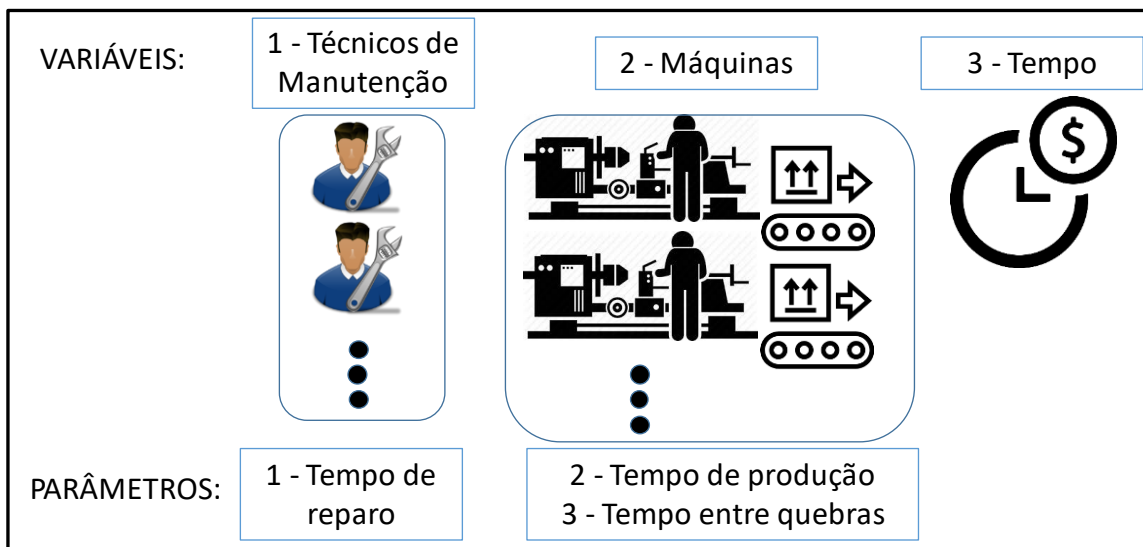 VARIÁVEIS:
1 - Técnicos de
Manutenção
2 - Máquinas
3 - Tempo
$
PARÂMETROS:
1 - Tempo de
reparo
2 - Tempo de produção
3 - Tempo entre quebras